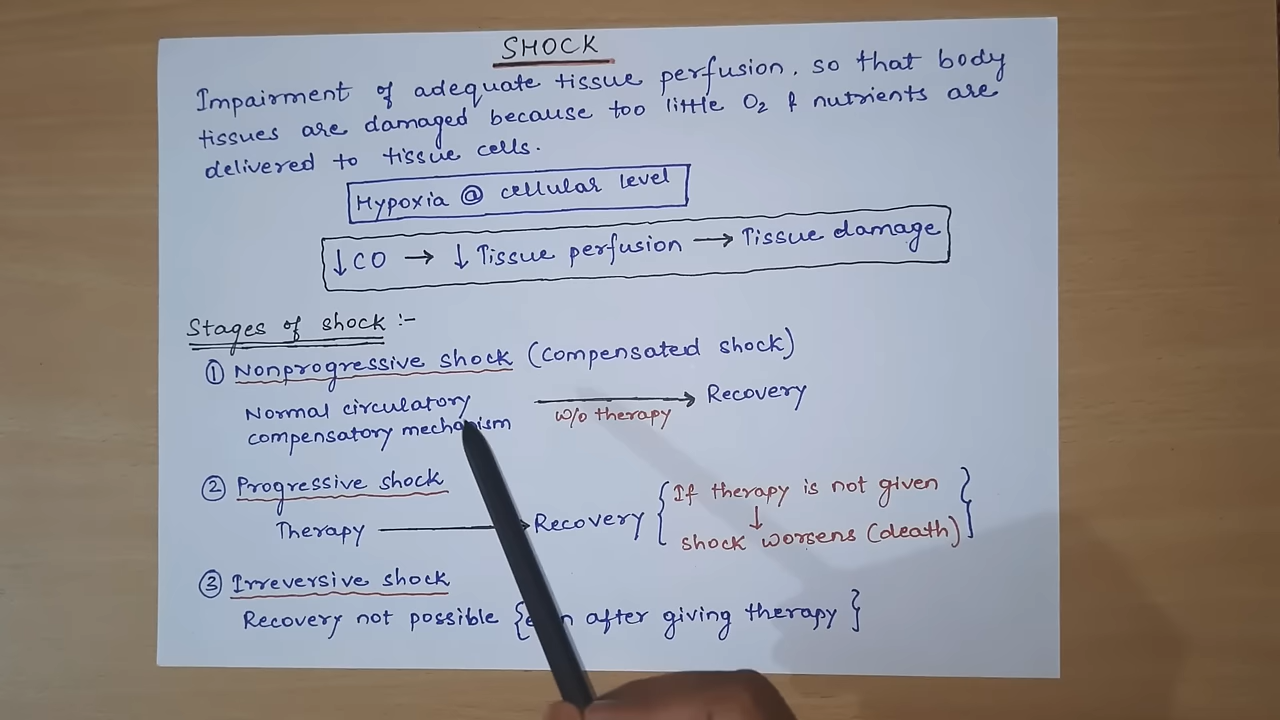 SHOCK
Impairment of adequate tissue perfusion, so that body
tissues are damaged because too little O2 & nutrients are
delivered to tissue cells.
Hypoxia @ cellular level
↓CO → ↓ Tissue perfusion → Tissue damage
Stages of shock :-
① Nonprogressive shock (compensated shock)
Normal circulatory
compensatory mechanism
w/o therapy
→ Recovery
② Progressive shock
Therapy → Recovery { If therapy is not given
↓
shock worsens (death) }
③ Irreversive shock
Recovery not possible { after giving therapy }